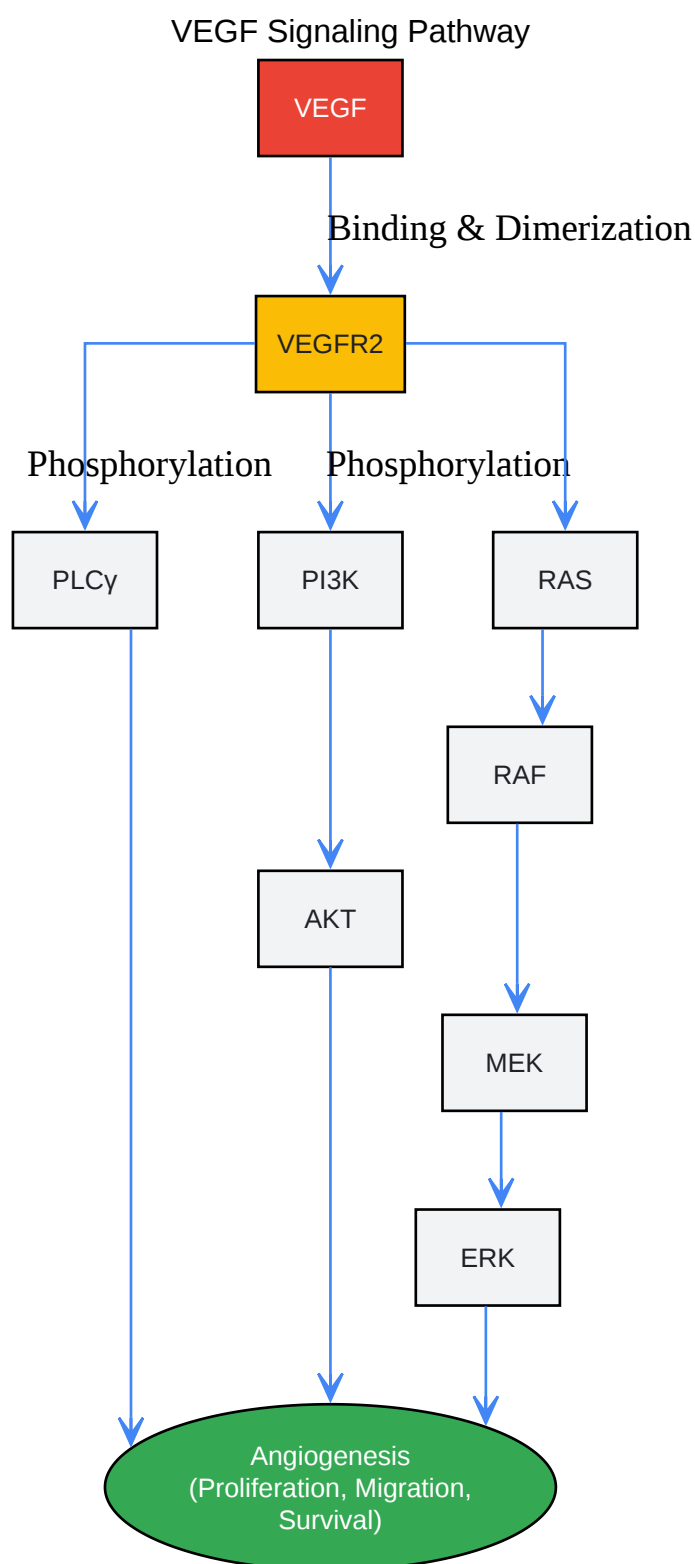 VEGF Signaling Pathway
VEGF
Binding & Dimerization
VEGFR2
Phosphorylation
Phosphorylation
PLCγ
PI3K
RAS
RAF
AKT
MEK
ERK
Angiogenesis
(Proliferation, Migration,
Survival)